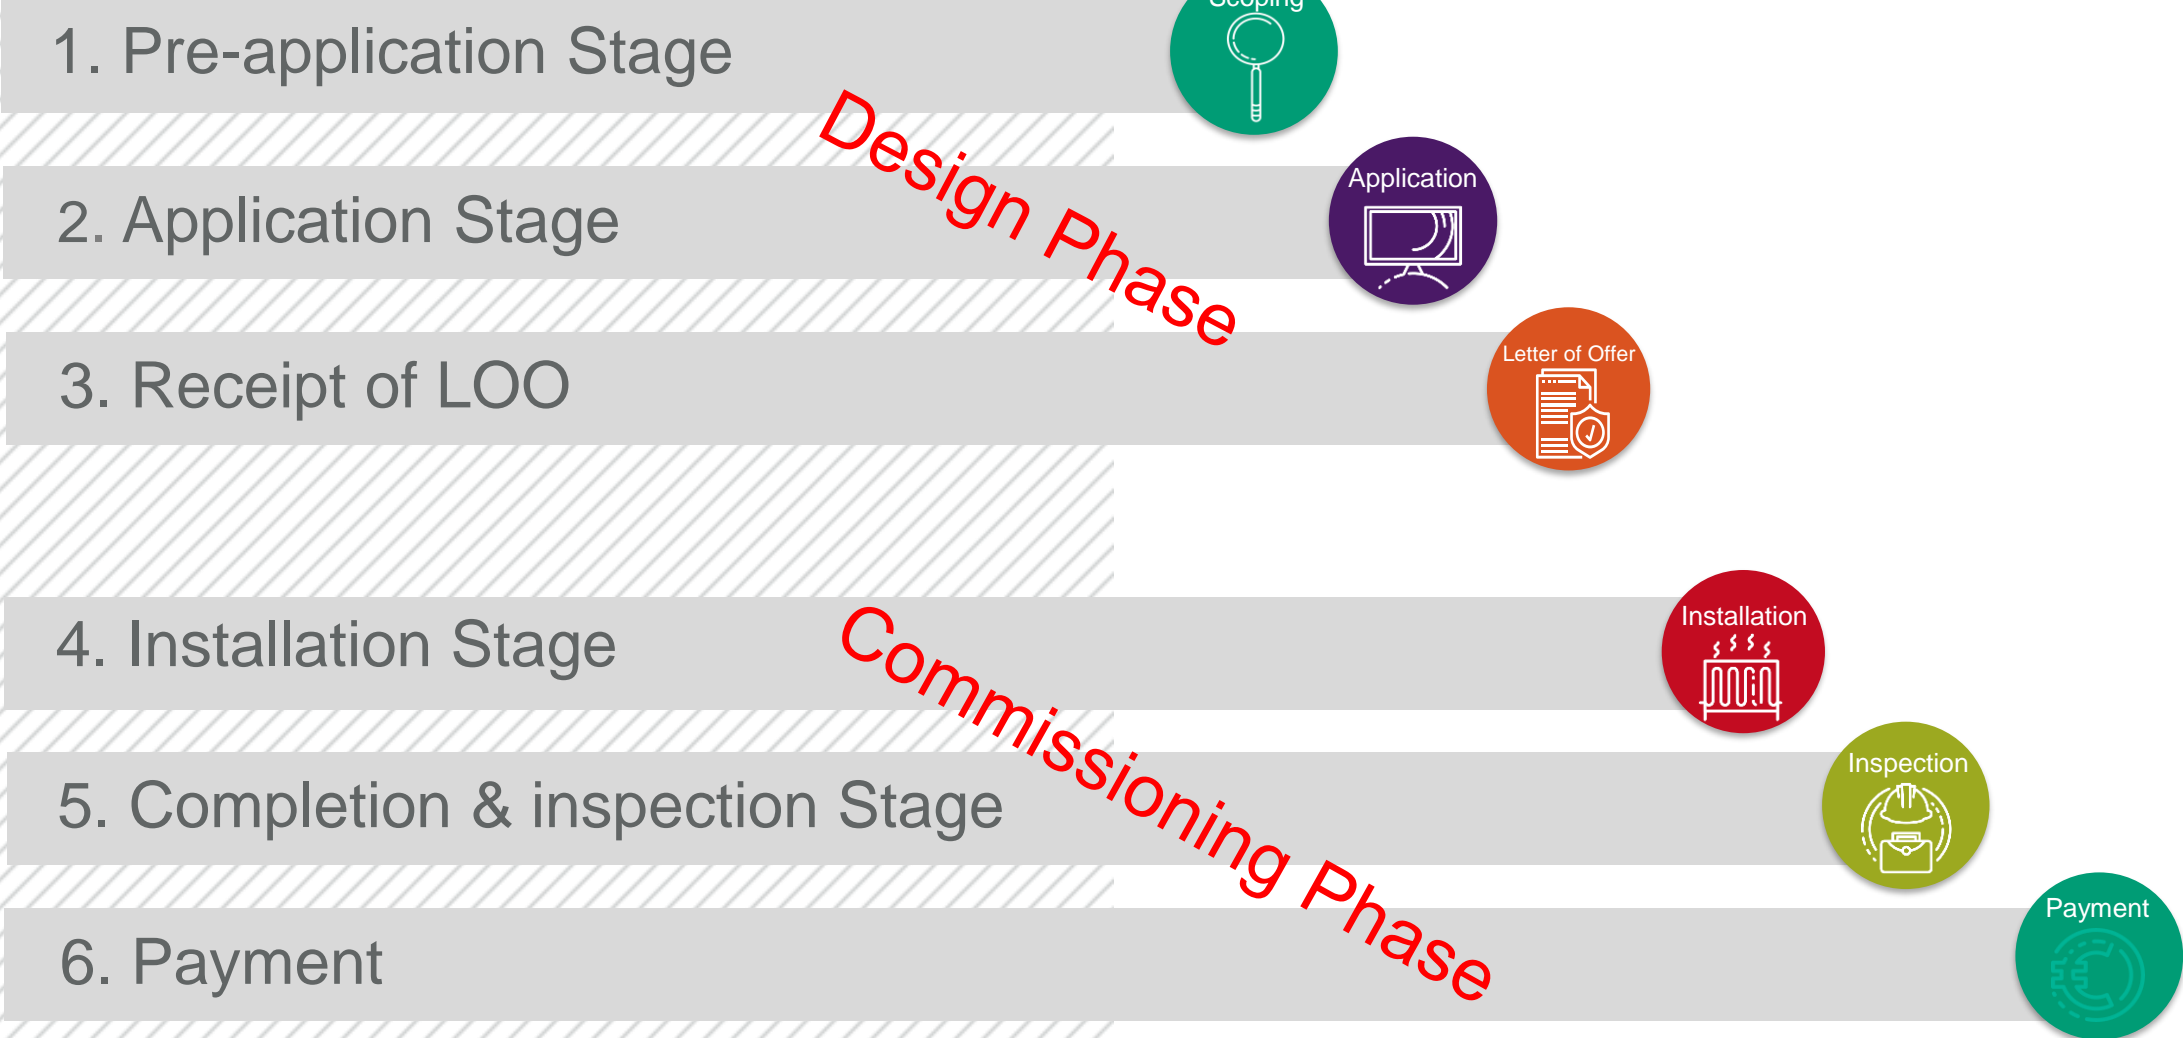 Scoping
1. Pre-application Stage
Design Phase
Application
2. Application Stage
Letter of Offer
3. Receipt of LOO
Installation
4. Installation Stage
Commissioning Phase
Inspection
5. Completion & inspection Stage
Payment
6. Payment